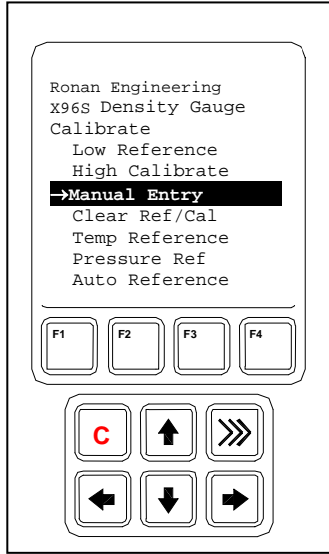 Ronan Engineering
X96S Density Gauge
Calibrate
Low Reference
High Calibrate
→Manual Entry
Clear Ref/Cal
Temp Reference
Pressure Ref
Auto Reference
F1 F2 F3 F4
C